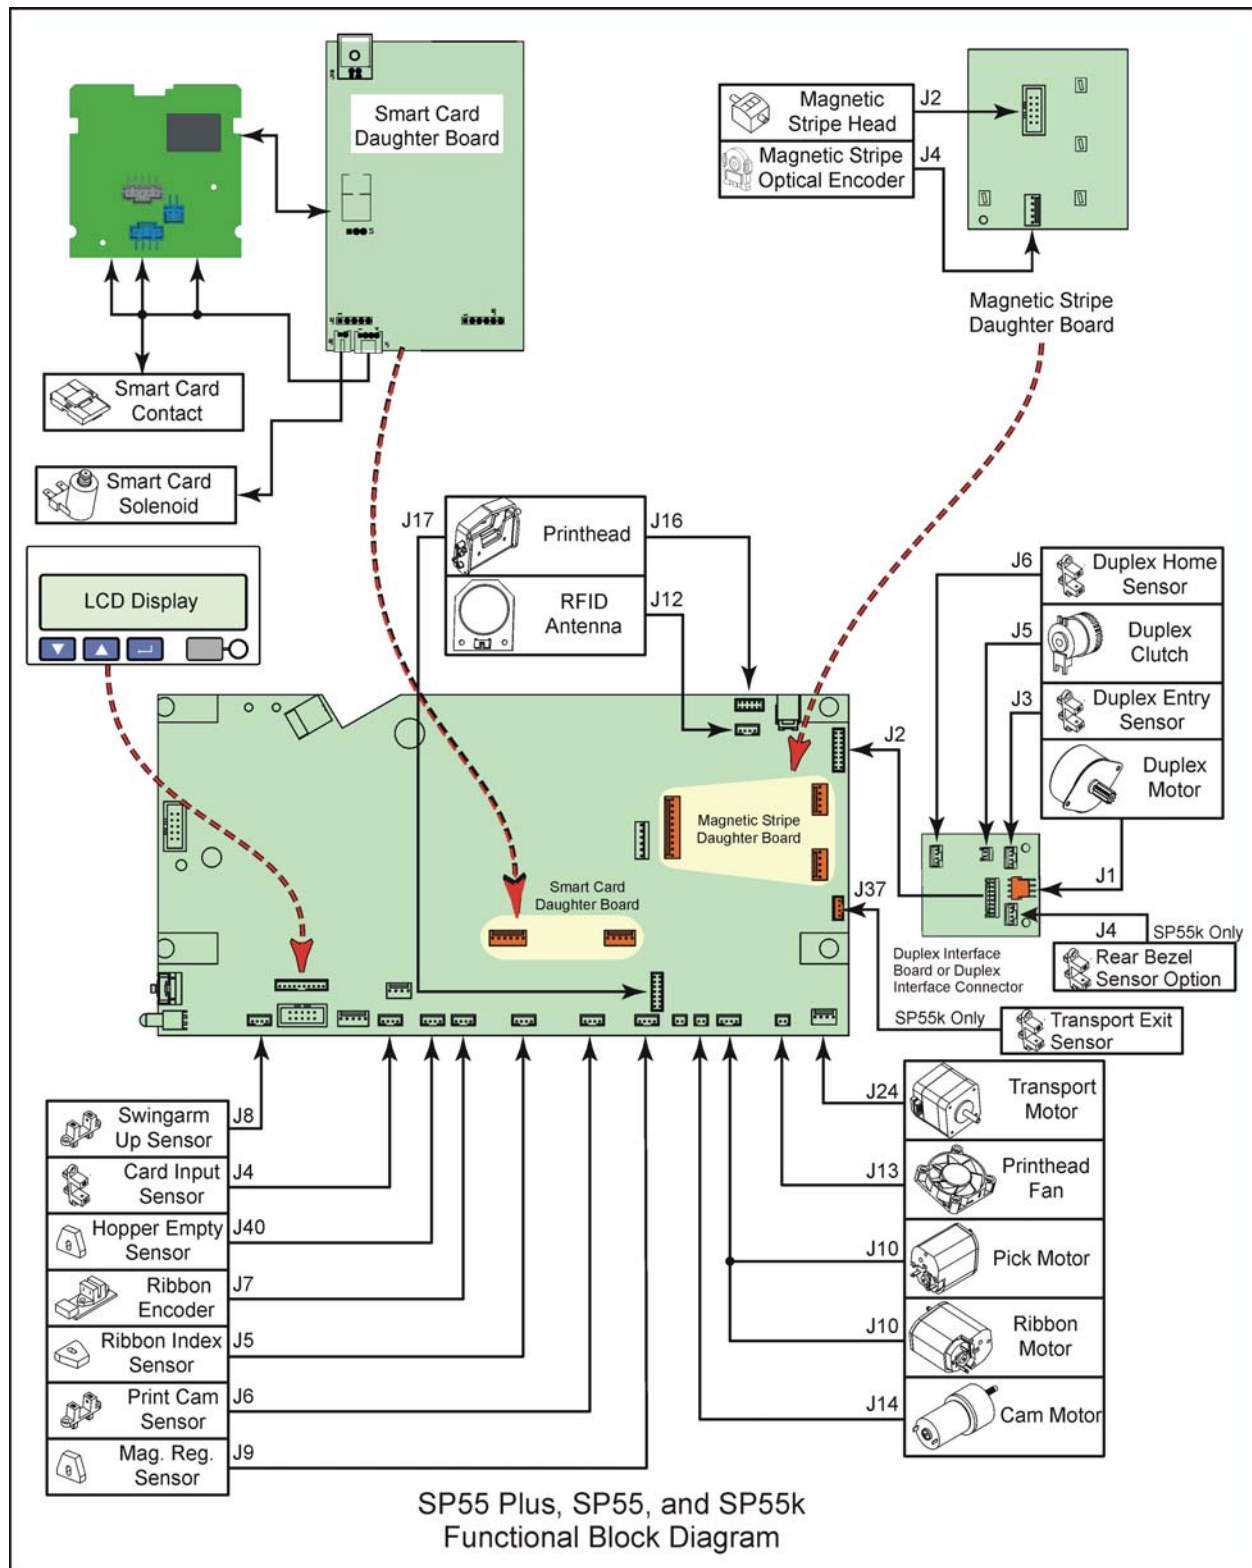 Smart Card
Daughter Board
Magnetic
Stripe Head
J2
Magnetic Stripe
Optical Encoder
J4
Magnetic Stripe
Daughter Board
Smart Card
Contact
Smart Card
Solenoid
LCD Display
J17
Printhead
J16
RFID
Antenna
J12
J6
Duplex Home
Sensor
J5
Duplex
Clutch
J3
Duplex Entry
Sensor
J2
Duplex
Motor
Magnetic Stripe
Daughter Board
Smart Card
Daughter Board
J1
J37
J4
SP55k Only
Duplex Interface
Board or Duplex
Interface Connector
Rear Bezel
Sensor Option
SP55k Only
Transport Exit
Sensor
Swingarm
Up Sensor
J8
Card Input
Sensor
J4
Hopper Empty
Sensor
J40
Ribbon
Encoder
J7
Ribbon Index
Sensor
J5
Print Cam
Sensor
J6
Mag. Reg.
Sensor
J9
J24
Transport
Motor
J13
Printhead
Fan
J10
Pick Motor
J10
Ribbon
Motor
J14
Cam Motor
SP55 Plus, SP55, and SP55k
Functional Block Diagram